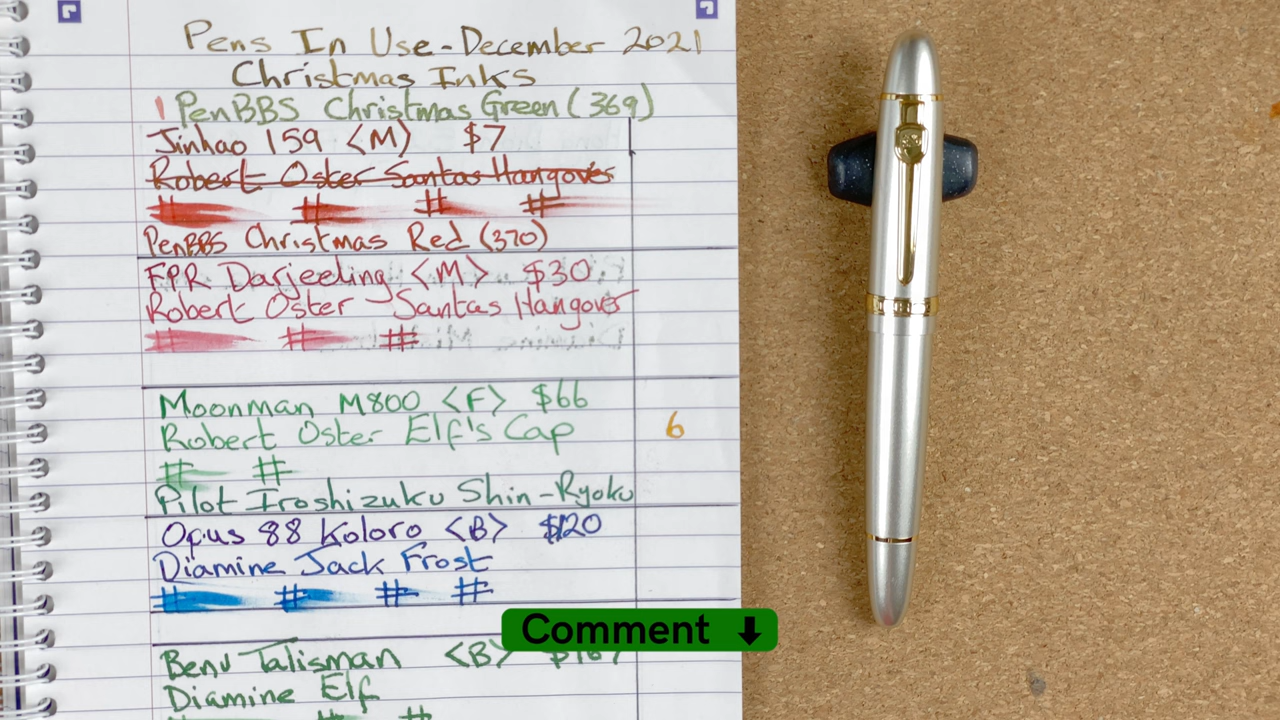 Pens In Use - December 2021
Christmas Inks
1 PenBBS Christmas Green (369)
Jinhao 159 <M> $7
Robert Oster Santas Hangover
# # # #
PenBBS Christmas Red (370)
FPR Darjeeling <M> $30
Robert Oster Santas Hangover
# # #
Moonman M800 <F> $66
Robert Oster Elf's Cap 6
# #
Pilot Iroshizuku Shin-Ryoku
Opus 88 Koloro <B> $120
Diamine Jack Frost
# # # #
Comment
Benu Talisman <B>
Diamine Elf